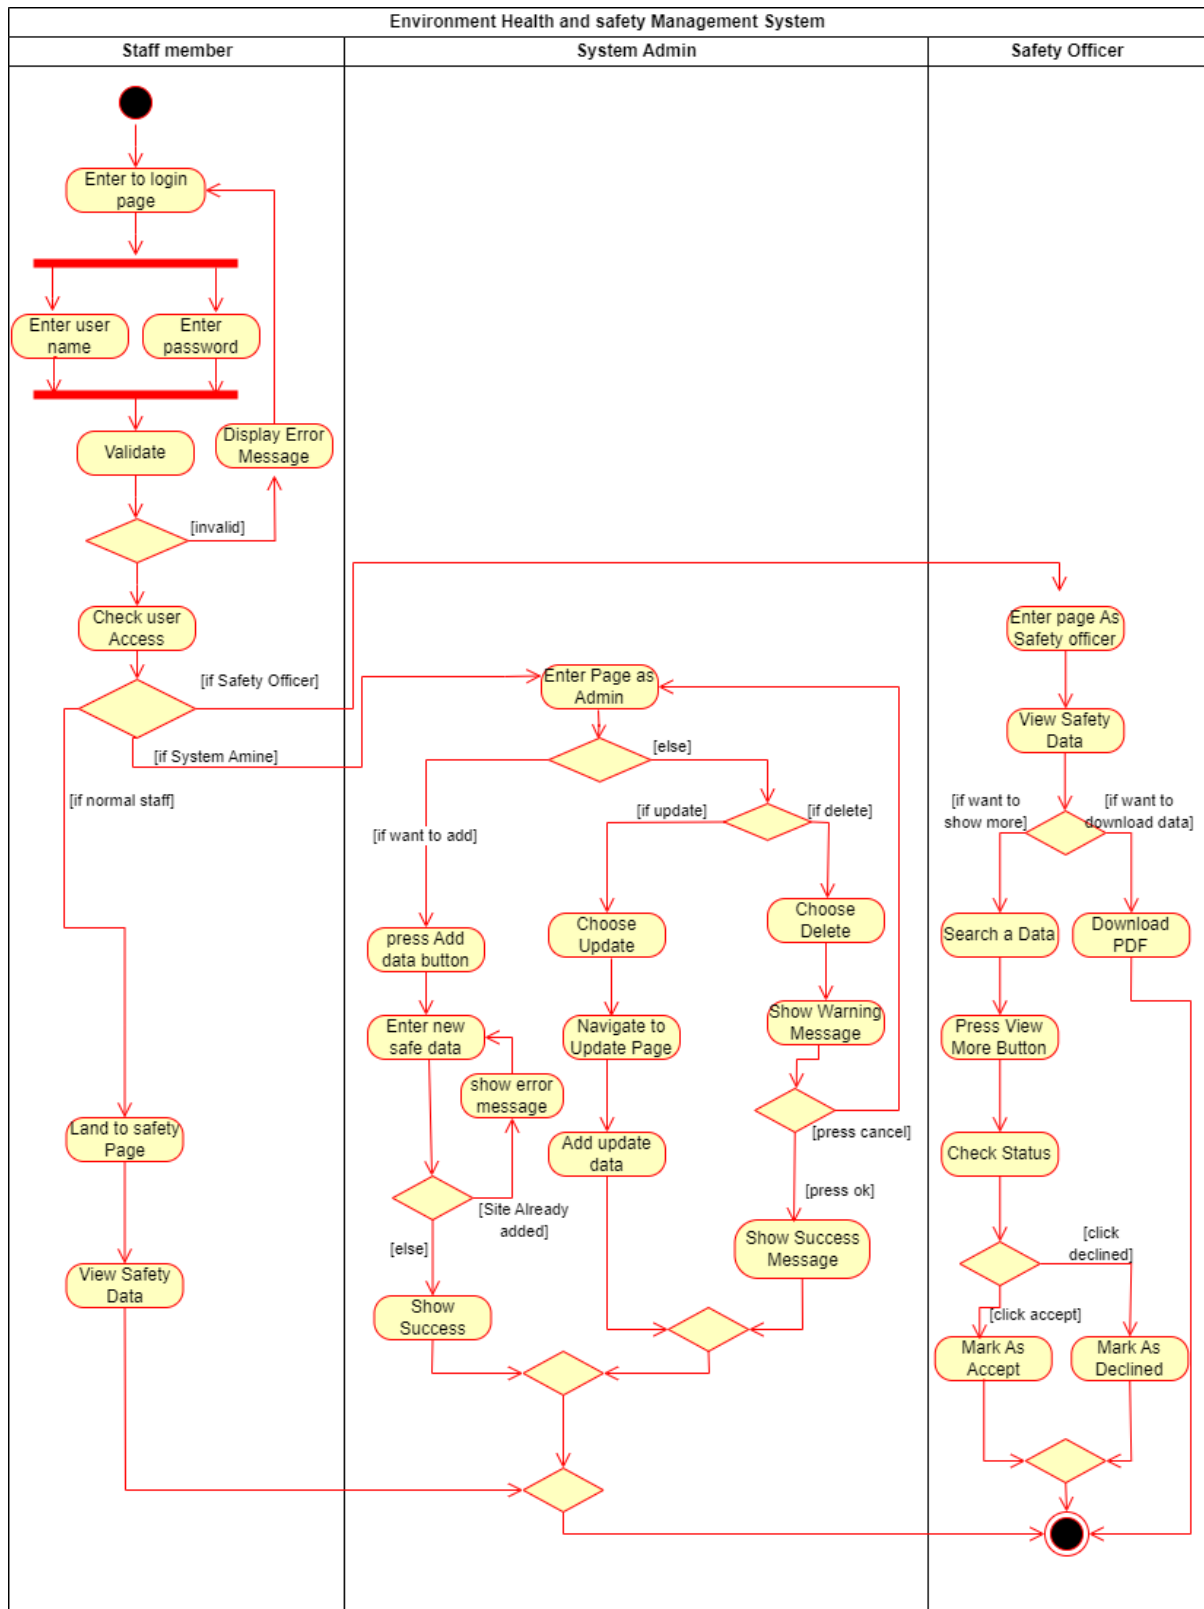 Environment Health and safety Management System
Staff member
System Admin
Safety Officer
Enter to login
page
Enter user
name
Enter
password
Validate
Display Error
Message
[invalid]
Check user
Access
[if Safety Officer]
[if System Amine]
[if normal staff]
Land to safety
Page
View Safety
Data
Enter Page as
Admin
[else]
[if want to add]
[if update]
[if delete]
press Add
data button
Enter new
safe data
show error
message
[Site Already
added]
[else]
Show
Success
Choose
Update
Navigate to
Update Page
Add update
data
Choose
Delete
Show Warning
Message
[press cancel]
[press ok]
Show Success
Message
Enter page As
Safety officer
View Safety
Data
[if want to
show more]
[if want to
download data]
Search a Data
Download
PDF
Press View
More Button
Check Status
[click
declined]
[click accept]
Mark As
Accept
Mark As
Declined